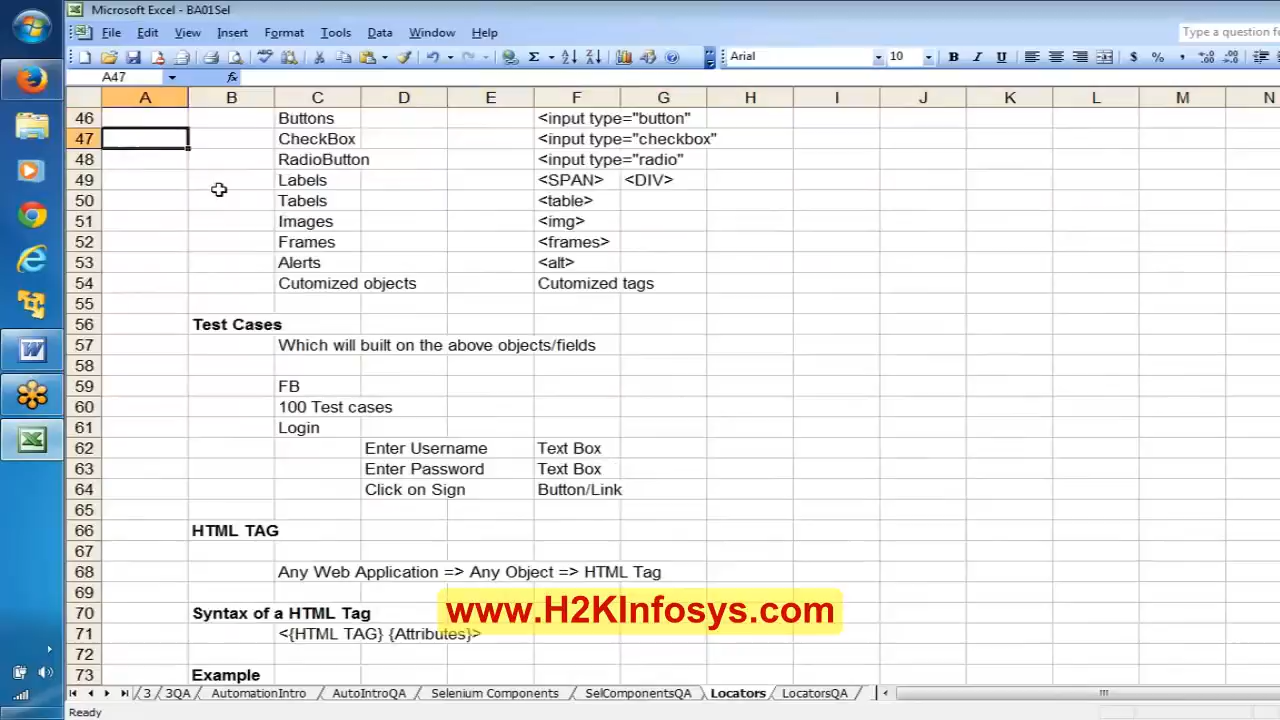 Microsoft Excel - BA01Sel
File Edit View Insert Format Tools Data Window Help
Type a question f
Arial 10 B I U $ %
A47 fx
A B C D E F G H I J K L M N
46 Buttons <input type="button"
47 CheckBox <input type="checkbox"
48 RadioButton <input type="radio"
49 Labels <SPAN> <DIV>
50 Tabels <table>
51 Images <img>
52 Frames <frames>
53 Alerts <alt>
54 Cutomized objects Cutomized tags
55
56 Test Cases
57 Which will built on the above objects/fields
58
59 FB
60 100 Test cases
61 Login
62 Enter Username Text Box
63 Enter Password Text Box
64 Click on Sign Button/Link
65
66 HTML TAG
67
68 Any Web Application => Any Object => HTML Tag
69
70 Syntax of a HTML Tag
www.H2KInfosys.com
71 <{HTML TAG} {Attributes}>
72
73 Example
3 3QA AutomationIntro AutoIntroQA Selenium Components SelComponentsQA Locators LocatorsQA
Ready